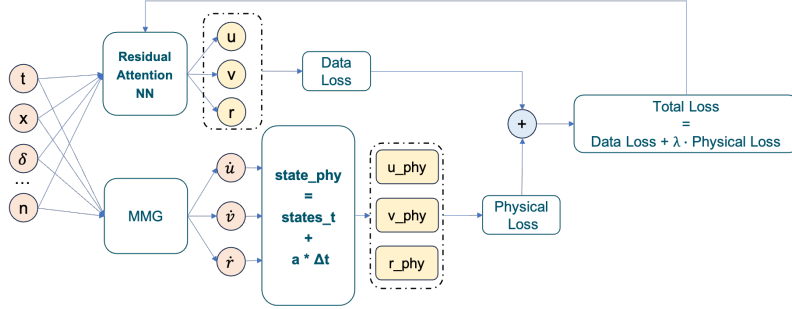 t
x
δ
...
n
Residual
Attention
NN
MMG
u
v
r
u̇
v̇
ṙ
Data
Loss
state_phy
=
states_t
+
a * Δt
u_phy
v_phy
r_phy
Physical
Loss
+
Total Loss
=
Data Loss + λ · Physical Loss